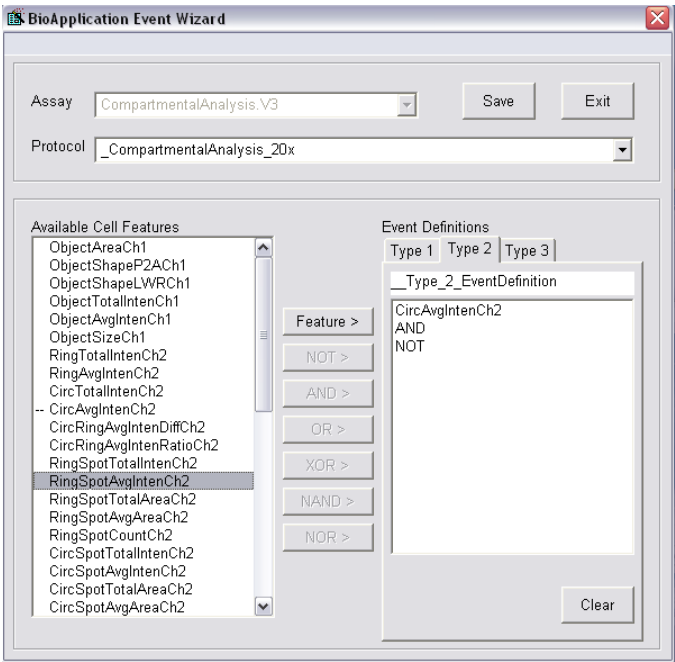 BioApplication Event Wizard
Assay
CompartmentalAnalysis.V3
Save
Exit
Protocol
_CompartmentalAnalysis_20x
Available Cell Features
ObjectAreaCh1
ObjectShapeP2ACh1
ObjectShapeLWRCh1
ObjectTotalIntenCh1
ObjectAvgIntenCh1
ObjectSizeCh1
RingTotalIntenCh2
RingAvgIntenCh2
CircTotalIntenCh2
-- CircAvgIntenCh2
CircRingAvgIntenDiffCh2
CircRingAvgIntenRatioCh2
RingSpotTotalIntenCh2
RingSpotAvgIntenCh2
RingSpotTotalAreaCh2
RingSpotAvgAreaCh2
RingSpotCountCh2
CircSpotTotalIntenCh2
CircSpotAvgIntenCh2
CircSpotTotalAreaCh2
CircSpotAvgAreaCh2
Feature >
NOT >
AND >
OR >
XOR >
NAND >
NOR >
Event Definitions
Type 1
Type 2
Type 3
__Type_2_EventDefinition
CircAvgIntenCh2
AND
NOT
Clear